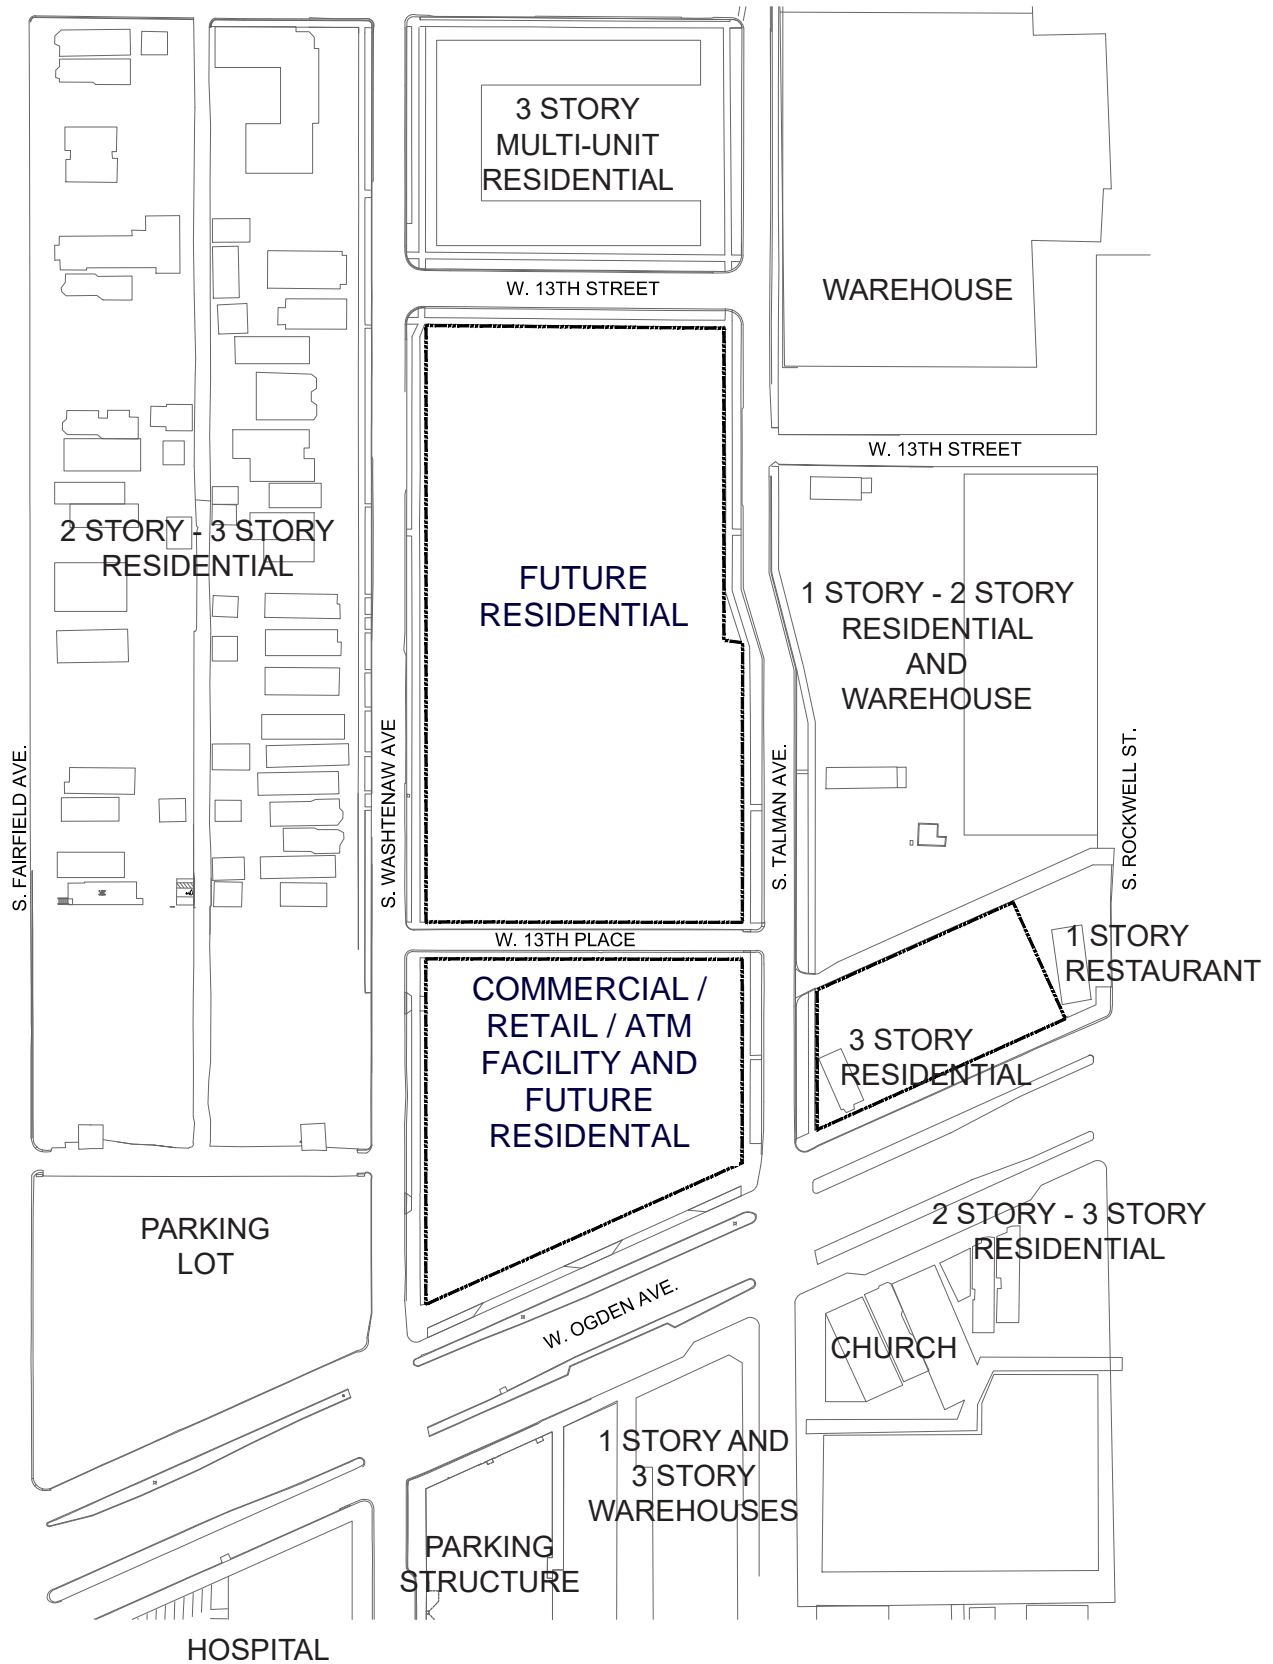 3 STORY
MULTI-UNIT
RESIDENTIAL
W. 13TH STREET
WAREHOUSE
W. 13TH STREET
2 STORY - 3 STORY
RESIDENTIAL
FUTURE
RESIDENTIAL
1 STORY - 2 STORY
RESIDENTIAL
AND
WAREHOUSE
S. FAIRFIELD AVE.
S. WASHTENAW AVE
S. TALMAN AVE.
S. ROCKWELL ST.
W. 13TH PLACE
1 STORY
RESTAURANT
COMMERCIAL /
RETAIL / ATM
FACILITY AND
FUTURE
RESIDENTAL
3 STORY
RESIDENTIAL
PARKING
LOT
2 STORY - 3 STORY
RESIDENTIAL
W. OGDEN AVE.
CHURCH
1 STORY AND
3 STORY
WAREHOUSES
PARKING
STRUCTURE
HOSPITAL